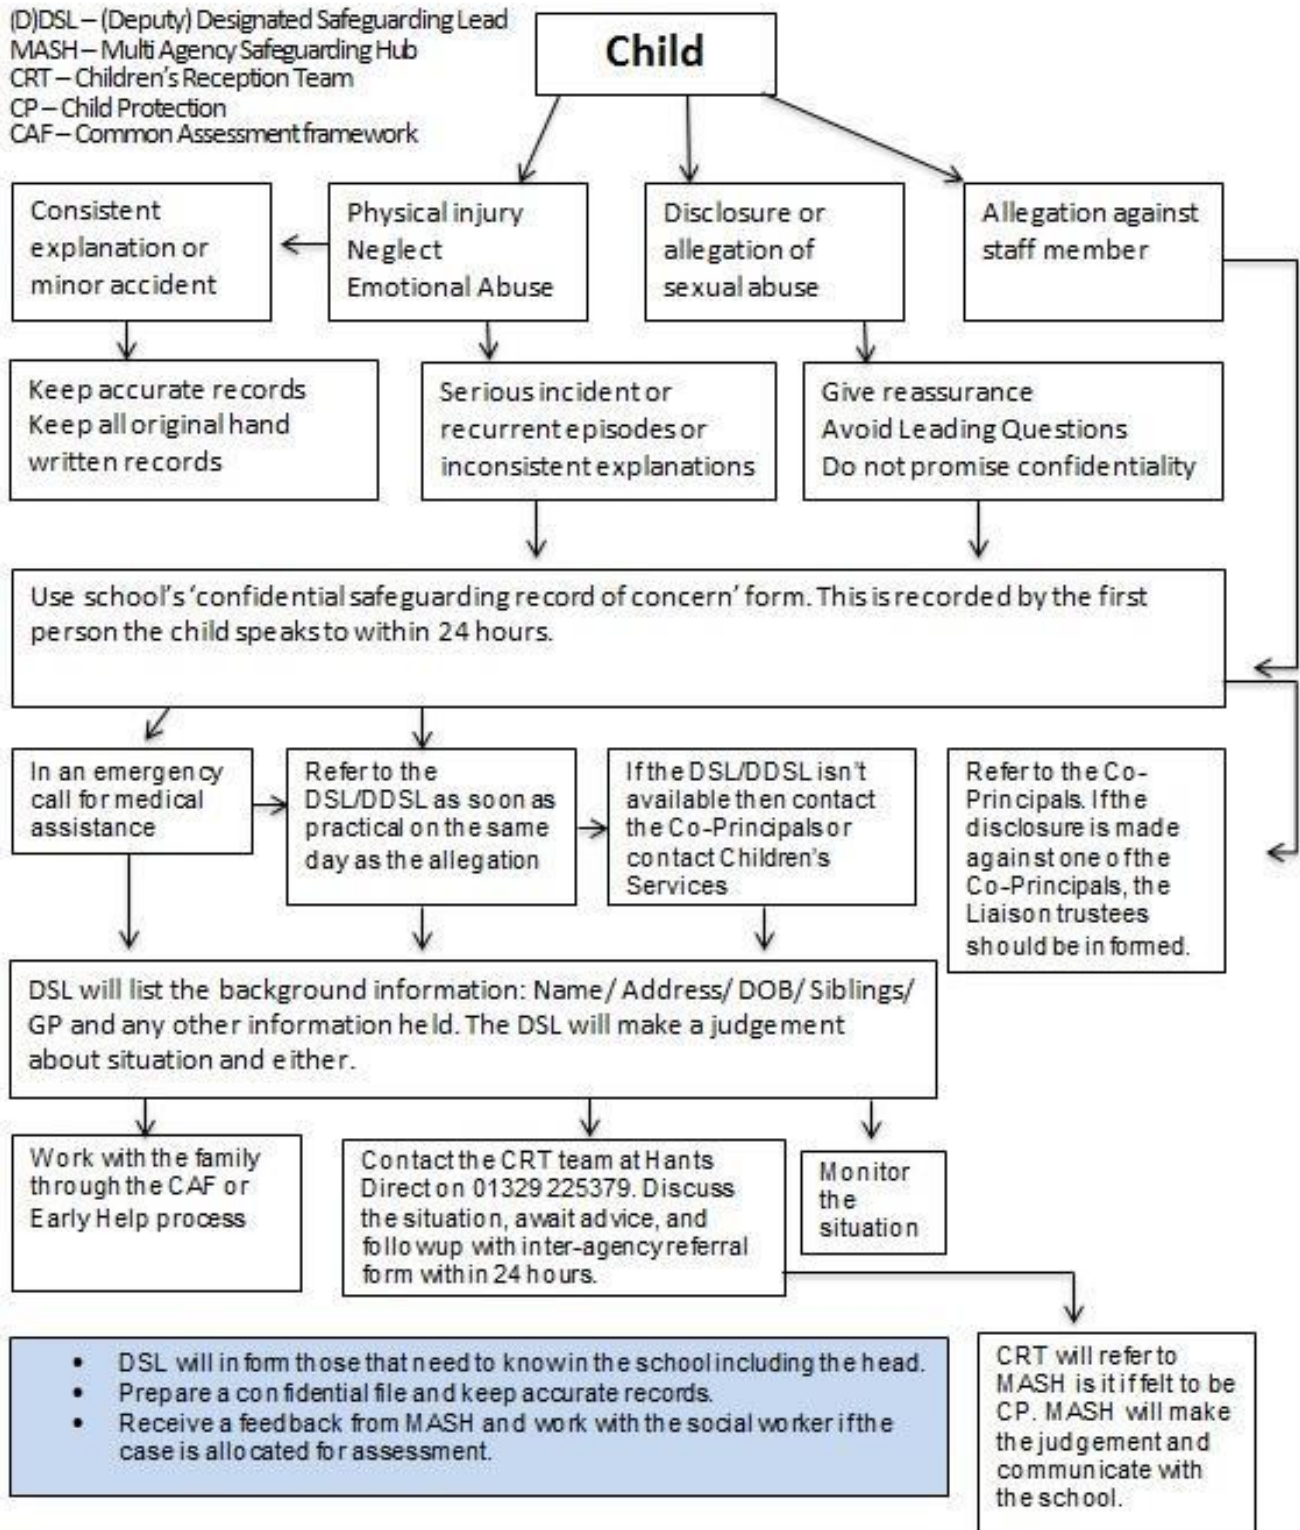 (D)DSL – (Deputy) Designated Safeguarding Lead
MASH – Multi Agency Safeguarding Hub
CRT – Children's Reception Team
CP – Child Protection
CAF – Common Assessment framework
Child
Consistent
explanation or
minor accident
Physical injury
Neglect
Emotional Abuse
Disclosure or
allegation of
sexual abuse
Allegation against
staff member
Keep accurate records
Keep all original hand
written records
Serious incident or
recurrent episodes or
inconsistent explanations
Give reassurance
Avoid Leading Questions
Do not promise confidentiality
Use school's 'confidential safeguarding record of concern' form. This is recorded by the first
person the child speaks to within 24 hours.
In an emergency
call for medical
assistance
Refer to the
DSL/DDSL as soon as
practical on the same
day as the allegation
If the DSL/DDSL isn't
available then contact
the Co-Principals or
contact Children's
Services
Refer to the Co-
Principals. If the
disclosure is made
against one of the
Co-Principals, the
Liaison trustees
should be informed.
DSL will list the background information: Name/ Address/ DOB/ Siblings/
GP and any other information held. The DSL will make a judgement
about situation and either.
Work with the family
through the CAF or
Early Help process
Contact the CRT team at Hants
Direct on 01329 225379. Discuss
the situation, await advice, and
follow up with inter-agency referral
form within 24 hours.
Monitor
the
situation
DSL will inform those that need to know in the school including the head.
Prepare a confidential file and keep accurate records.
Receive a feedback from MASH and work with the social worker if the
case is allocated for assessment.
CRT will refer to
MASH is it if felt to be
CP. MASH will make
the judgement and
communicate with
the school.